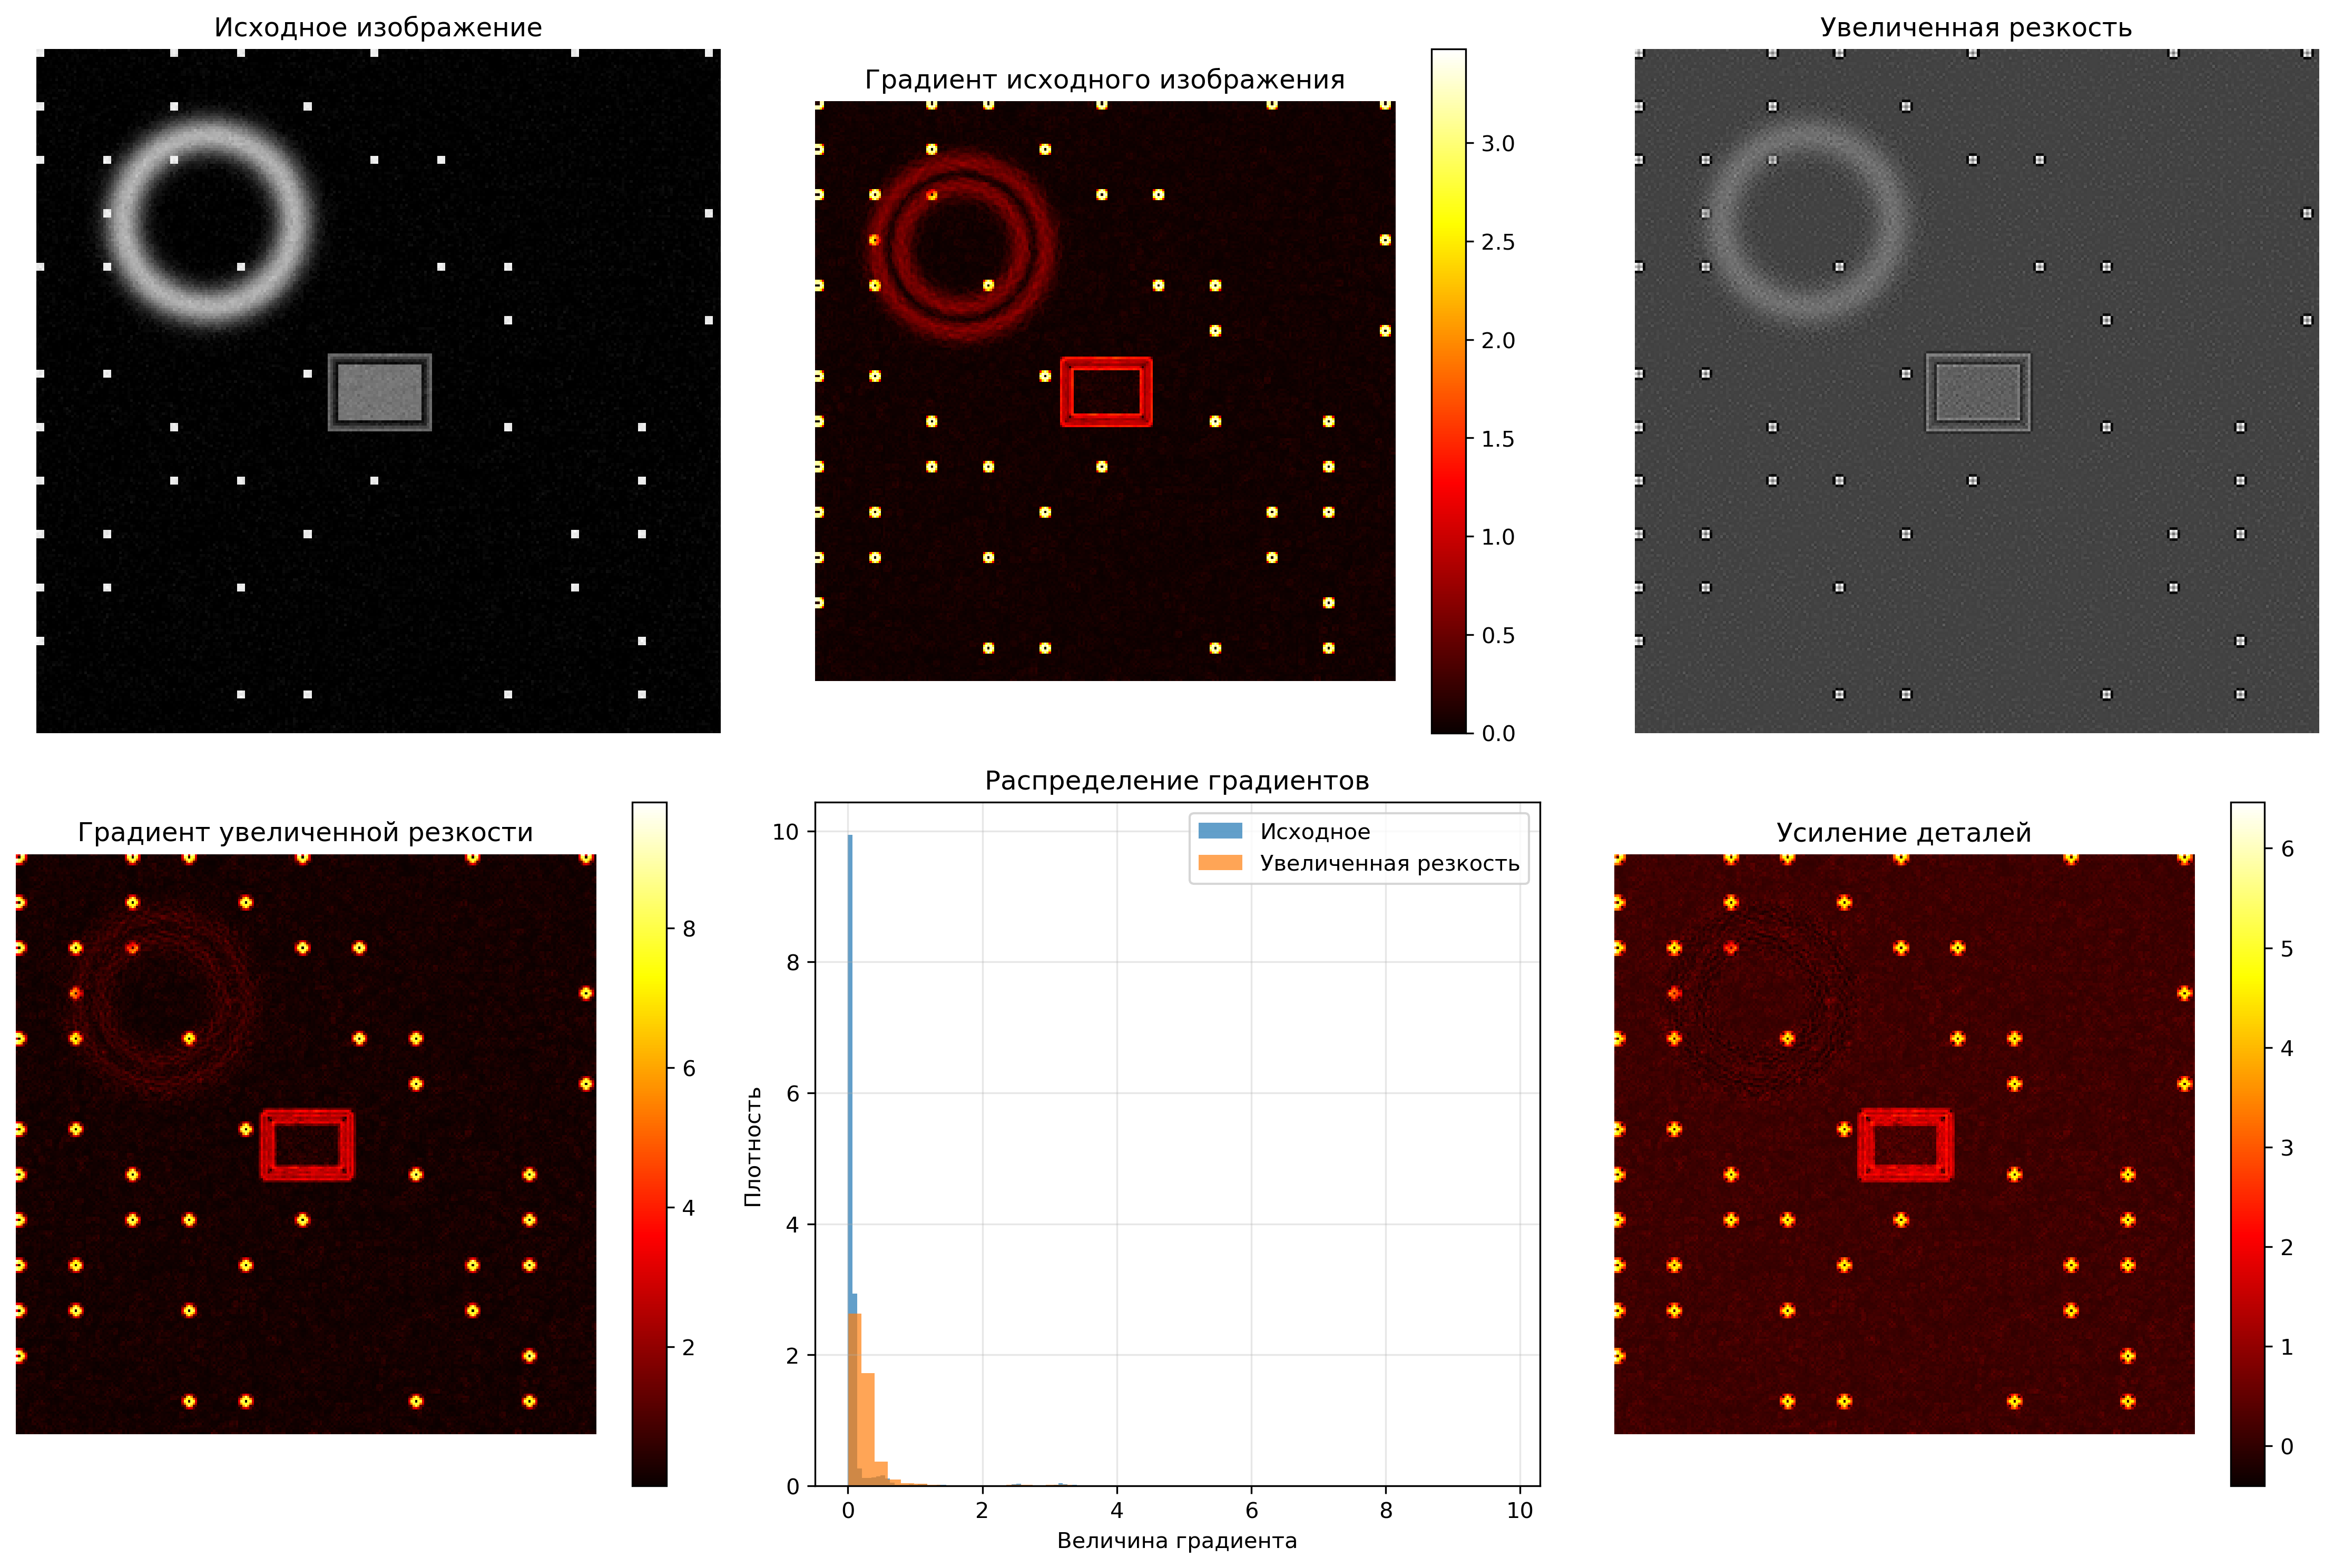 Исходное изображение
Градиент исходного изображения
3.0
2.5
2.0
1.5
1.0
0.5
0.0
Увеличенная резкость
Градиент увеличенной резкости
8
6
4
2
Распределение градиентов
Исходное
Увеличенная резкость
Плотность
10
8
6
4
2
0
0 2 4 6 8 10
Величина градиента
Усиление деталей
6
5
4
3
2
1
0